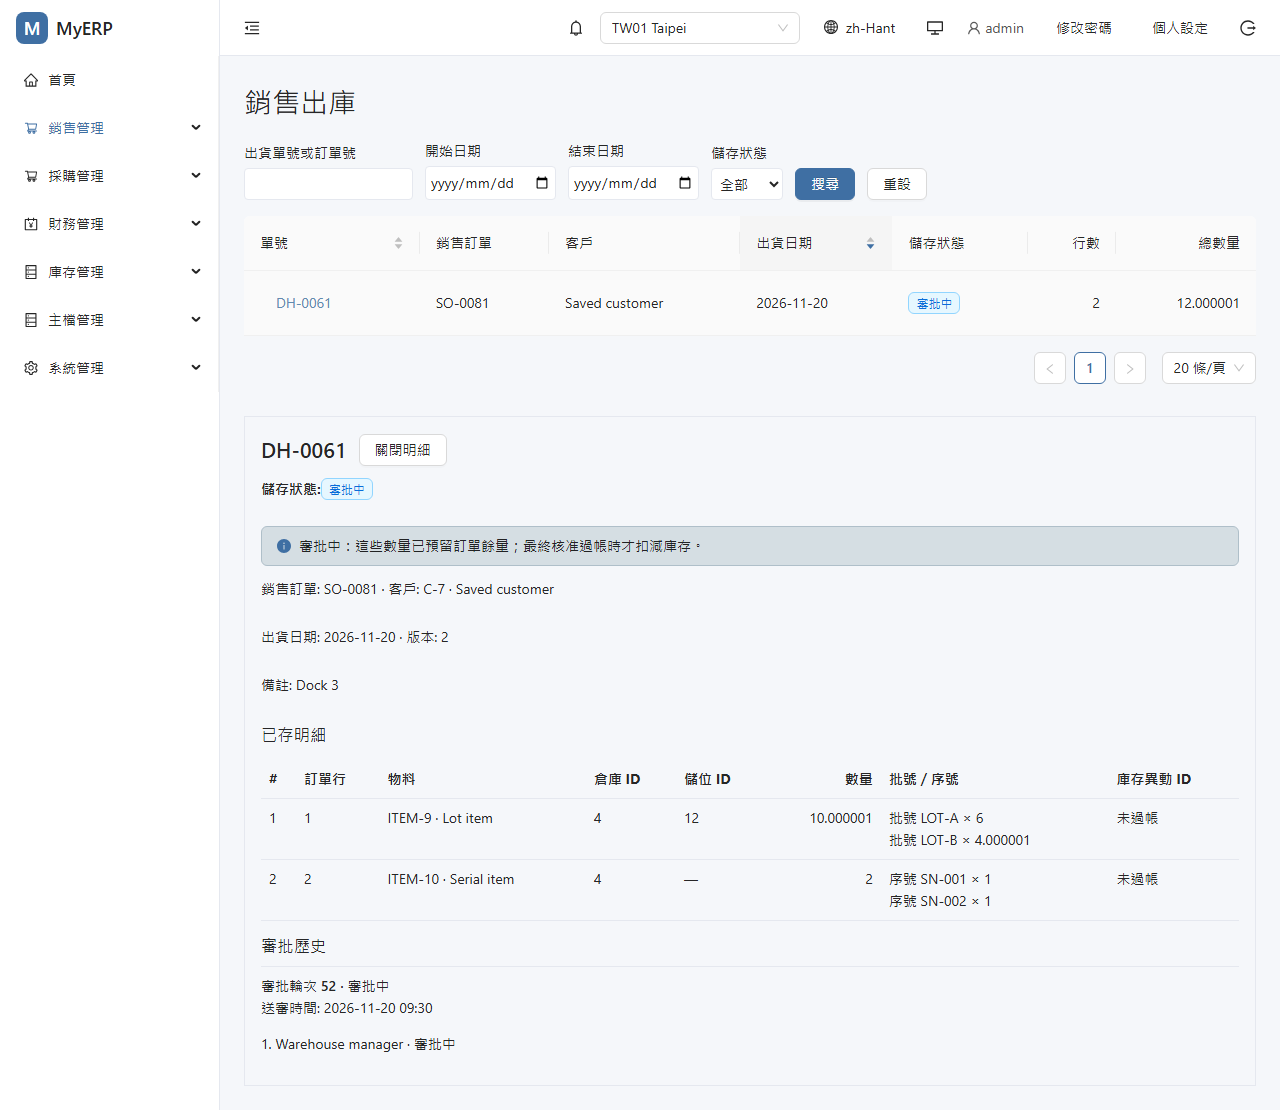 M MyERP
TW01 Taipei
zh-Hant
admin
修改密碼
個人設定
首頁
銷售管理
採購管理
財務管理
庫存管理
主檔管理
系統管理
銷售出庫
出貨單號或訂單號
開始日期
結束日期
儲存狀態
yyyy/mm/dd
yyyy/mm/dd
全部
搜尋
重設
單號 銷售訂單 客戶 出貨日期 儲存狀態 行數 總數量
DH-0061 SO-0081 Saved customer 2026-11-20 審批中 2 12.000001
< 1 > 20 條/頁
DH-0061 關閉明細
儲存狀態: 審批中
審批中：這些數量已預留訂單餘量；最終核准過帳時才扣減庫存。
銷售訂單: SO-0081 · 客戶: C-7 · Saved customer
出貨日期: 2026-11-20 · 版本: 2
備註: Dock 3
已存明細
# 訂單行 物料 倉庫 ID 儲位 ID 數量 批號 / 序號 庫存異動 ID
1 1 ITEM-9 · Lot item 4 12 10.000001 批號 LOT-A × 6 未過帳
批號 LOT-B × 4.000001
2 2 ITEM-10 · Serial item 4 — 2 序號 SN-001 × 1 未過帳
序號 SN-002 × 1
審批歷史
審批輪次 52 · 審批中
送審時間: 2026-11-20 09:30
1. Warehouse manager · 審批中